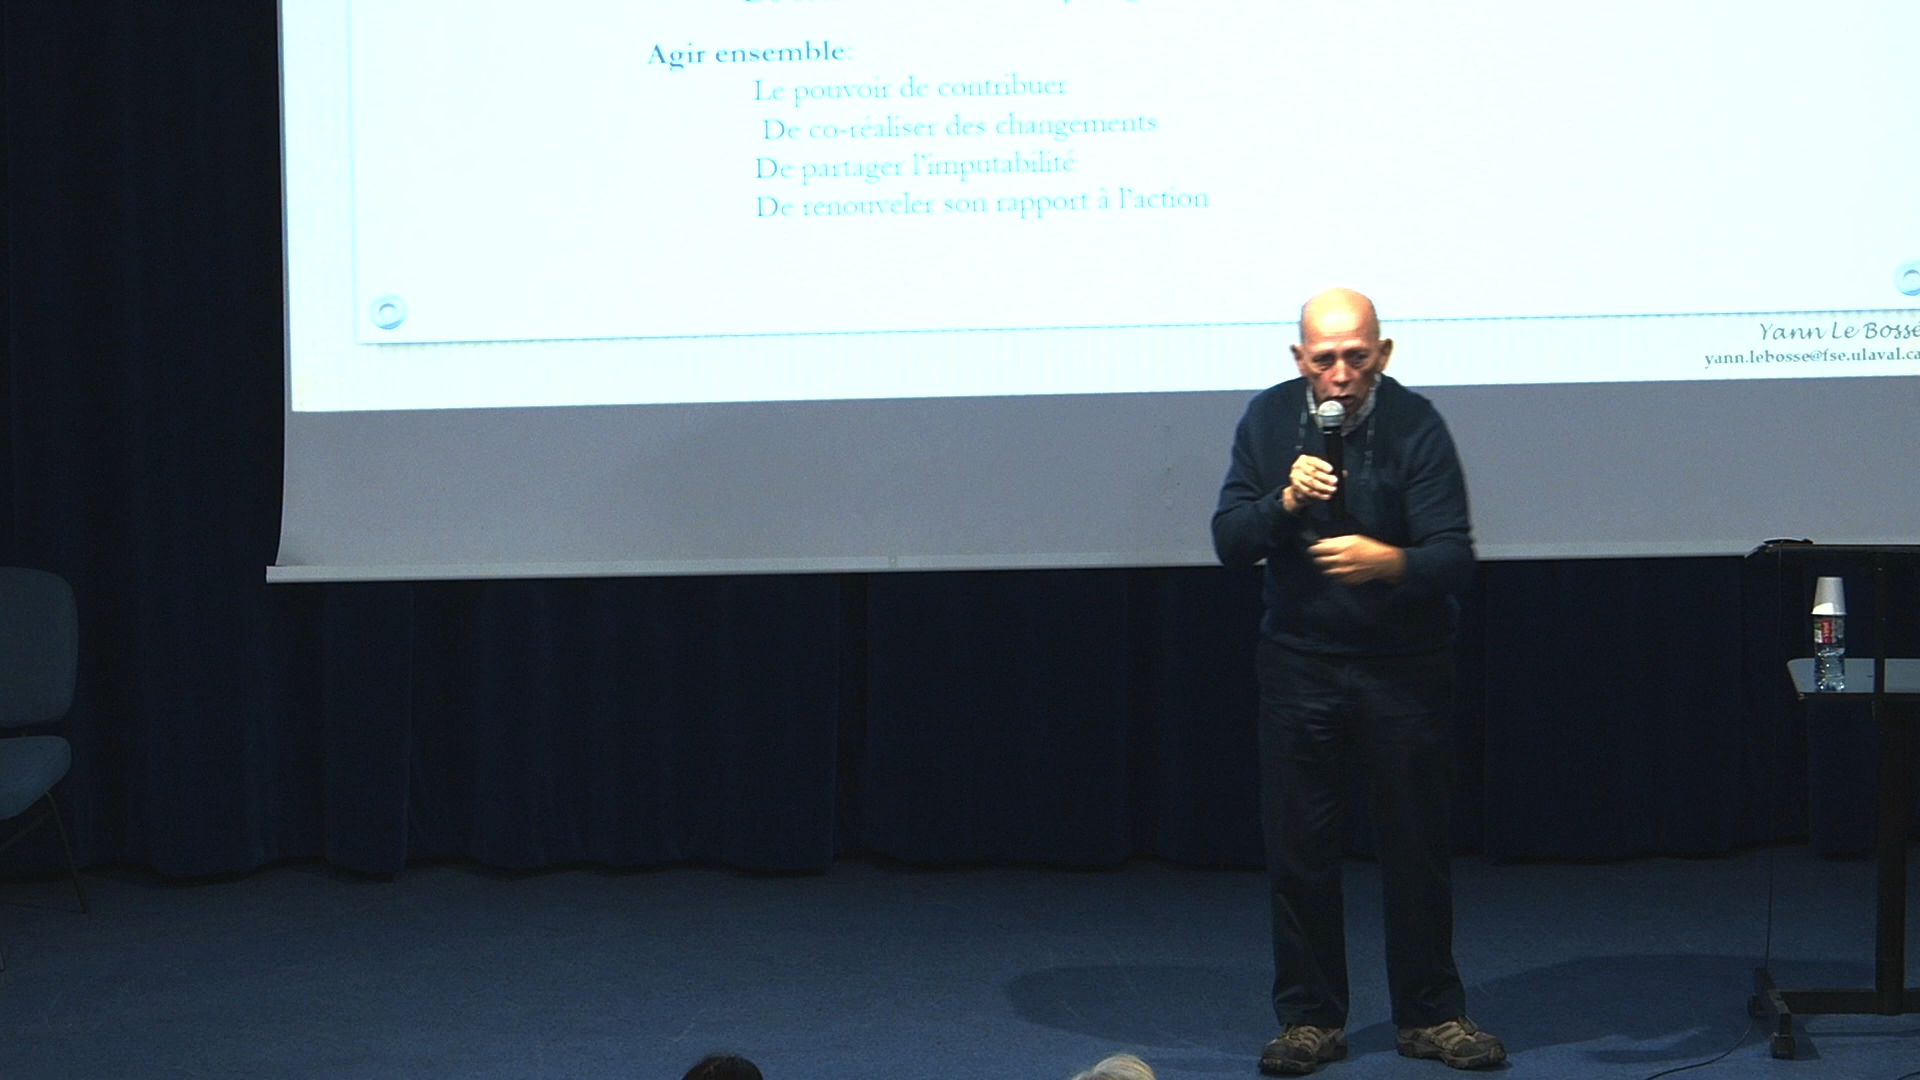 Agir ensemble:
Le pouvoir de contribuer
De co-réaliser des changements
De partager l'imputabilité
De renouveler son rapport à l'action
Yann Le Bossé
yann.lebosse@fse.ulaval.ca